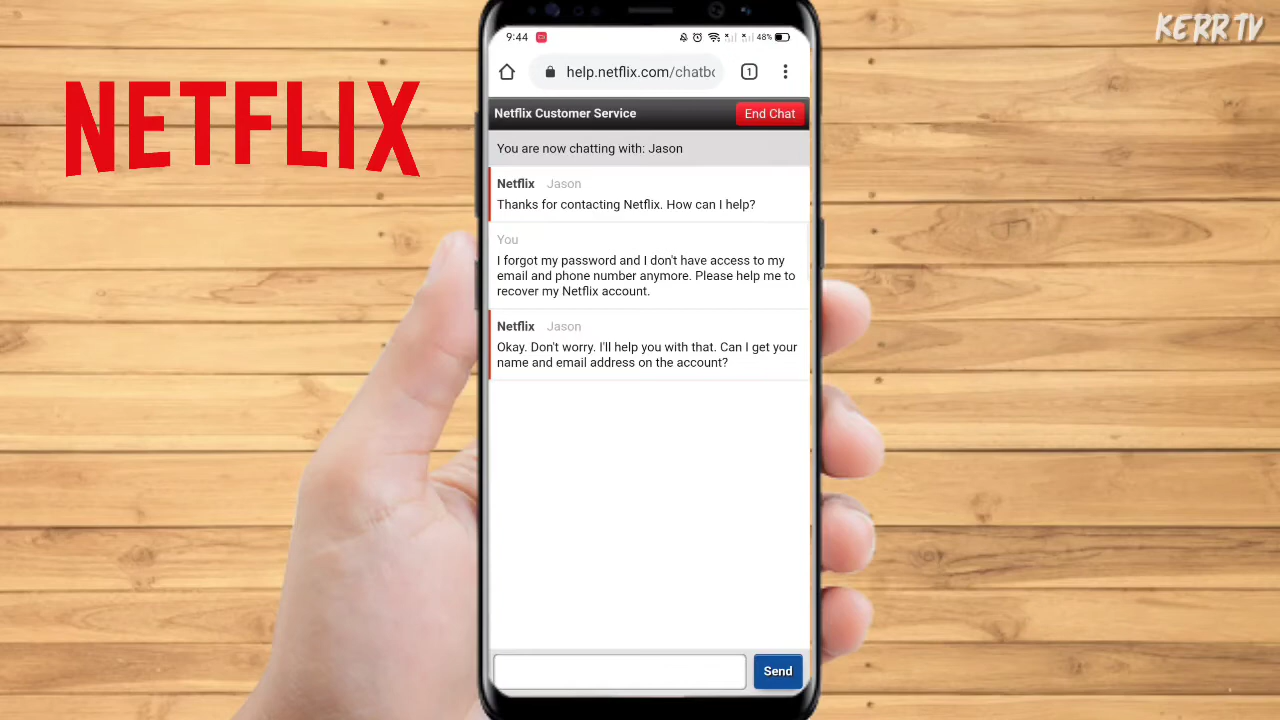 KERR TV
NETFLIX
9:44
48%
help.netflix.com/chatb
1
Netflix Customer Service
End Chat
You are now chatting with: Jason
Netflix Jason
Thanks for contacting Netflix. How can I help?
You
I forgot my password and I don't have access to my
email and phone number anymore. Please help me to
recover my Netflix account.
Netflix Jason
Okay. Don't worry. I'll help you with that. Can I get your
name and email address on the account?
Send